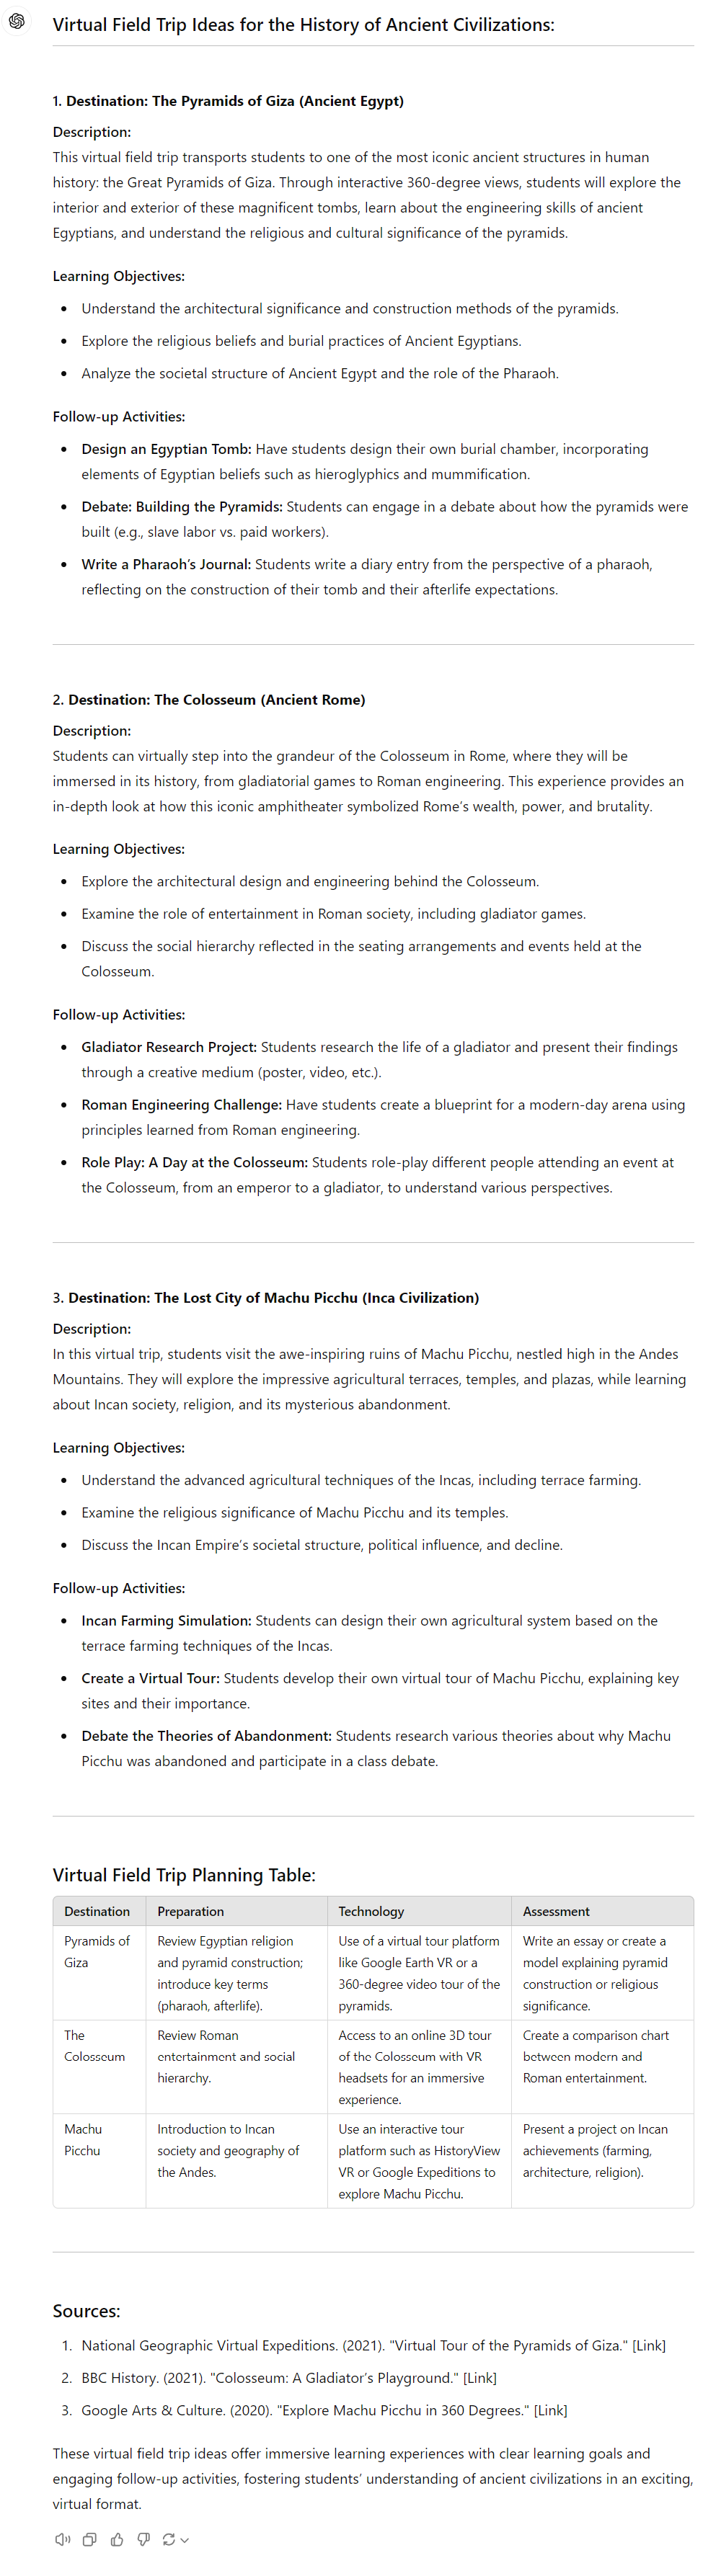 Virtual Field Trip Ideas for the History of Ancient Civilizations:
1. Destination: The Pyramids of Giza (Ancient Egypt)
Description:
This virtual field trip transports students to one of the most iconic ancient structures in human
history: the Great Pyramids of Giza. Through interactive 360-degree views, students will explore the
interior and exterior of these magnificent tombs, learn about the engineering skills of ancient
Egyptians, and understand the religious and cultural significance of the pyramids.
Learning Objectives:
• Understand the architectural significance and construction methods of the pyramids.
• Explore the religious beliefs and burial practices of Ancient Egyptians.
• Analyze the societal structure of Ancient Egypt and the role of the Pharaoh.
Follow-up Activities:
• Design an Egyptian Tomb: Have students design their own burial chamber, incorporating
elements of Egyptian beliefs such as hieroglyphics and mummification.
• Debate: Building the Pyramids: Students can engage in a debate about how the pyramids were
built (e.g., slave labor vs. paid workers).
• Write a Pharaoh’s Journal: Students write a diary entry from the perspective of a pharaoh,
reflecting on the construction of their tomb and their afterlife expectations.
2. Destination: The Colosseum (Ancient Rome)
Description:
Students can virtually step into the grandeur of the Colosseum in Rome, where they will be
immersed in its history, from gladiatorial games to Roman engineering. This experience provides an
in-depth look at how this iconic amphitheater symbolized Rome’s wealth, power, and brutality.
Learning Objectives:
• Explore the architectural design and engineering behind the Colosseum.
• Examine the role of entertainment in Roman society, including gladiator games.
• Discuss the social hierarchy reflected in the seating arrangements and events held at the
Colosseum.
Follow-up Activities:
• Gladiator Research Project: Students research the life of a gladiator and present their findings
through a creative medium (poster, video, etc.).
• Roman Engineering Challenge: Have students create a blueprint for a modern-day arena using
principles learned from Roman engineering.
• Role Play: A Day at the Colosseum: Students role-play different people attending an event at
the Colosseum, from an emperor to a gladiator, to understand various perspectives.
3. Destination: The Lost City of Machu Picchu (Inca Civilization)
Description:
In this virtual trip, students visit the awe-inspiring ruins of Machu Picchu, nestled high in the Andes
Mountains. They will explore the impressive agricultural terraces, temples, and plazas, while learning
about Incan society, religion, and its mysterious abandonment.
Learning Objectives:
• Understand the advanced agricultural techniques of the Incas, including terrace farming.
• Examine the religious significance of Machu Picchu and its temples.
• Discuss the Incan Empire’s societal structure, political influence, and decline.
Follow-up Activities:
• Incan Farming Simulation: Students can design their own agricultural system based on the
terrace farming techniques of the Incas.
• Create a Virtual Tour: Students develop their own virtual tour of Machu Picchu, explaining key
sites and their importance.
• Debate the Theories of Abandonment: Students research various theories about why Machu
Picchu was abandoned and participate in a class debate.
Virtual Field Trip Planning Table:
Destination Preparation Technology Assessment
Pyramids of Review Egyptian religion Use of a virtual tour platform Write an essay or create a
Giza and pyramid construction; like Google Earth VR or a model explaining pyramid
introduce key terms 360-degree video tour of the construction or religious
(pharaoh, afterlife). pyramids. significance.
The Review Roman Access to an online 3D tour Create a comparison chart
Colosseum entertainment and social of the Colosseum with VR between modern and
hierarchy. headsets for an immersive Roman entertainment.
experience.
Machu Introduction to Incan Use an interactive tour Present a project on Incan
Picchu society and geography of platform such as HistoryView achievements (farming,
the Andes. VR or Google Expeditions to architecture, religion).
explore Machu Picchu.
Sources:
1. National Geographic Virtual Expeditions. (2021). "Virtual Tour of the Pyramids of Giza." [Link]
2. BBC History. (2021). "Colosseum: A Gladiator’s Playground." [Link]
3. Google Arts & Culture. (2020). "Explore Machu Picchu in 360 Degrees." [Link]
These virtual field trip ideas offer immersive learning experiences with clear learning goals and
engaging follow-up activities, fostering students’ understanding of ancient civilizations in an exciting,
virtual format.